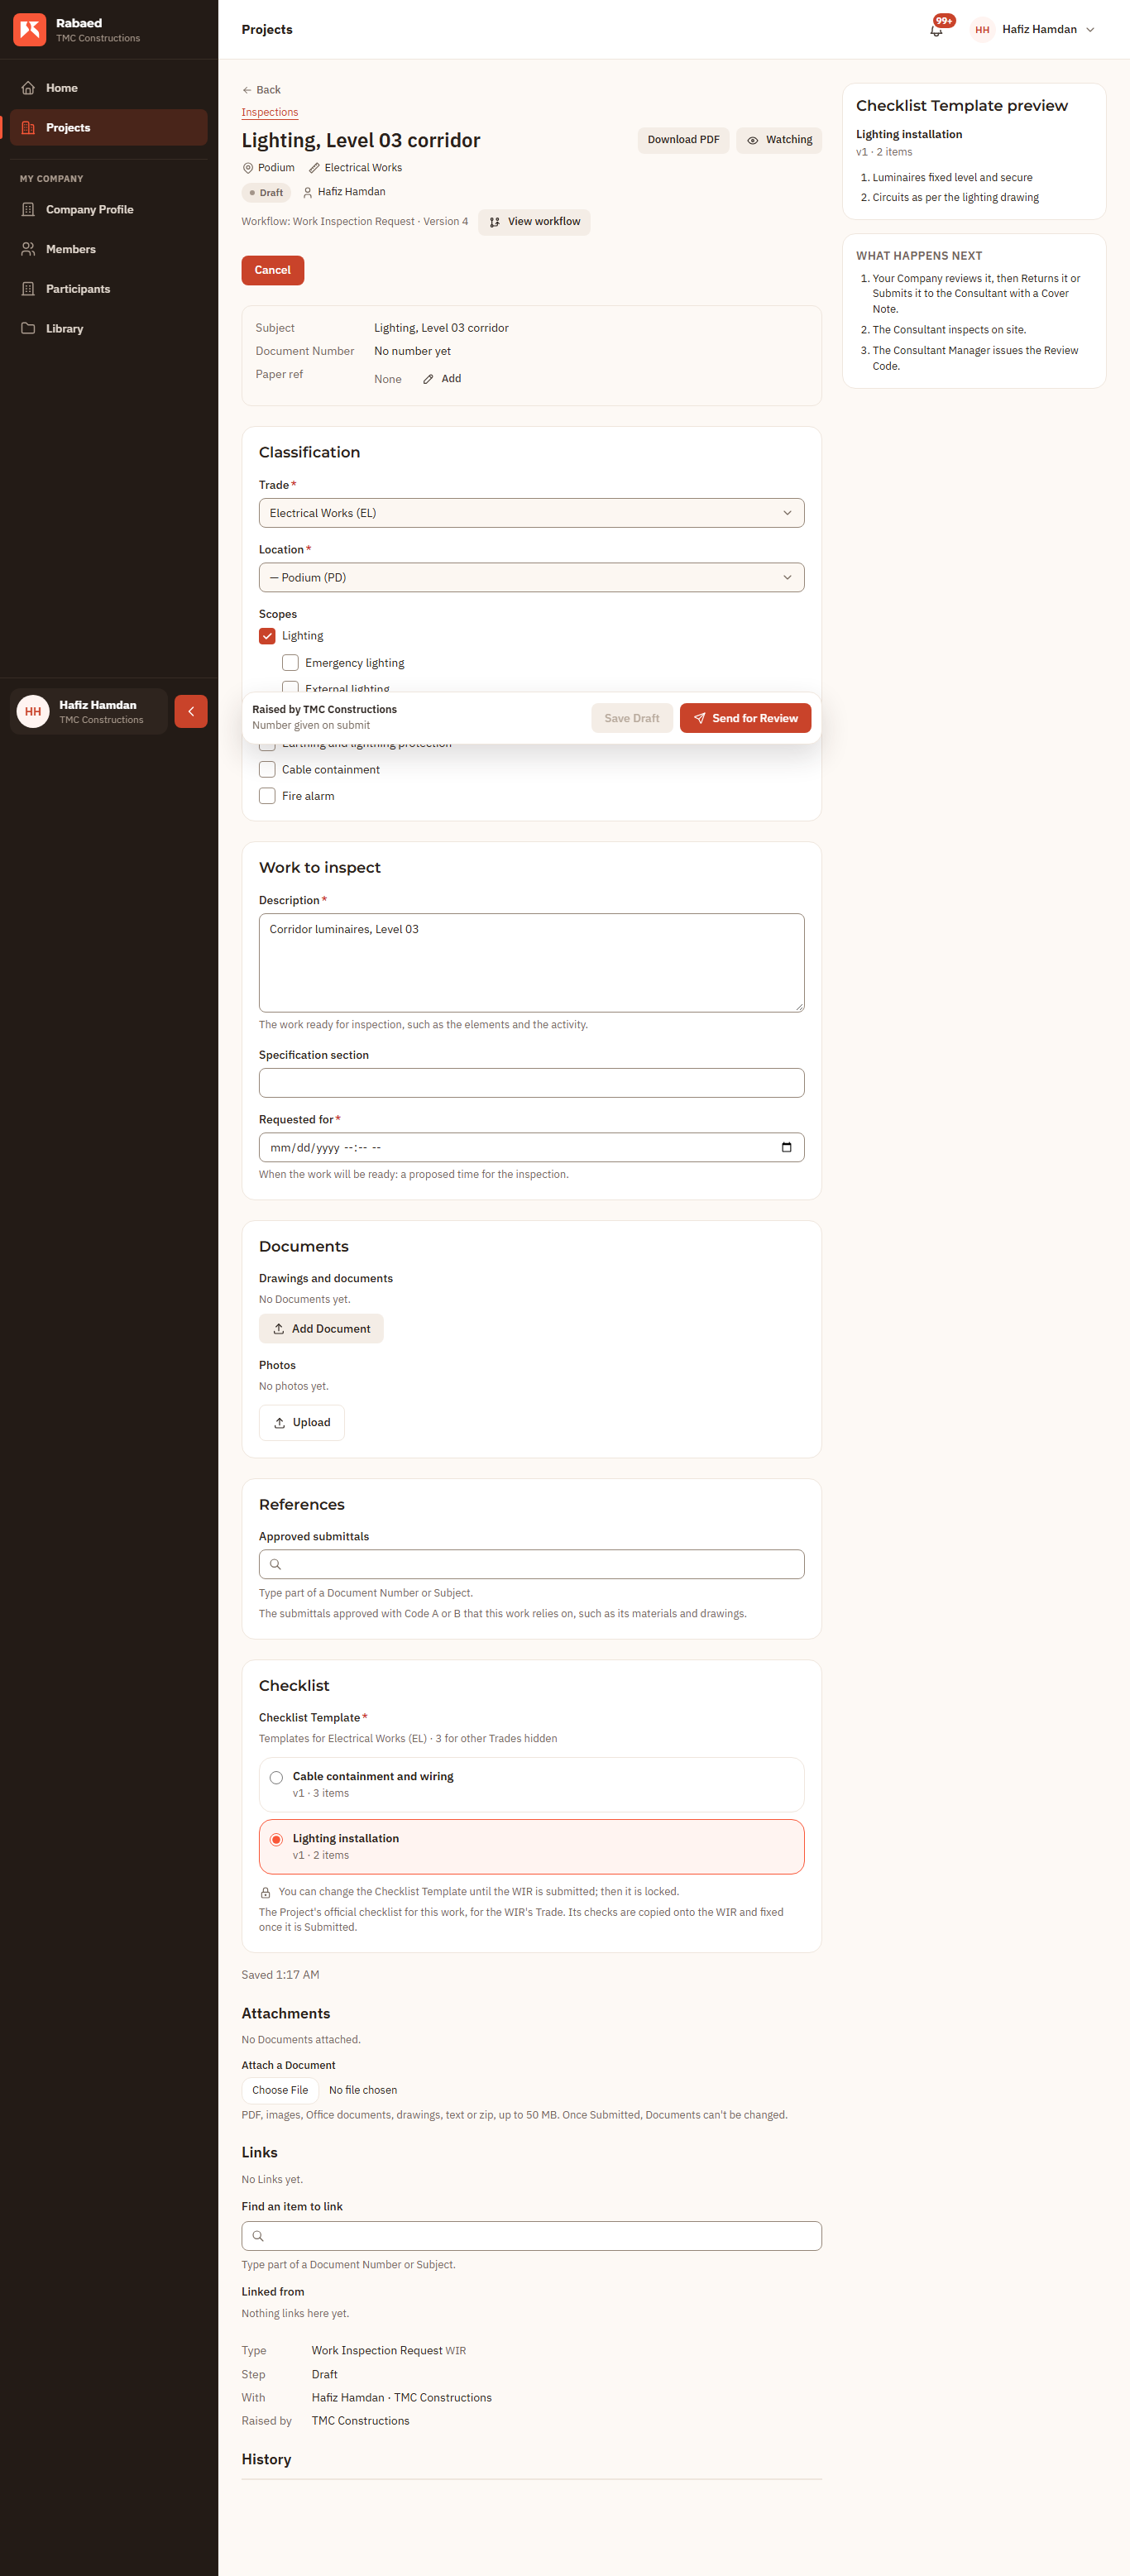 Rabaed
TMC Constructions
Home
Projects
MY COMPANY
Company Profile
Members
Participants
Library
HH
Hafiz Hamdan
TMC Constructions
Projects
99+
HH Hafiz Hamdan
Back
Inspections
Lighting, Level 03 corridor
Download PDF
Watching
Podium Electrical Works
Draft Hafiz Hamdan
Workflow: Work Inspection Request · Version 4 View workflow
Cancel
Subject Lighting, Level 03 corridor
Document Number No number yet
Paper ref None Add
Classification
Trade*
Electrical Works (EL)
Location*
— Podium (PD)
Scopes
Lighting
Emergency lighting
External lighting
Raised by TMC Constructions
Number given on submit
Save Draft
Send for Review
Earthing and lightning protection
Cable containment
Fire alarm
Work to inspect
Description*
Corridor luminaires, Level 03
The work ready for inspection, such as the elements and the activity.
Specification section
Requested for*
mm/dd/yyyy --:-- --
When the work will be ready: a proposed time for the inspection.
Documents
Drawings and documents
No Documents yet.
Add Document
Photos
No photos yet.
Upload
References
Approved submittals
Type part of a Document Number or Subject.
The submittals approved with Code A or B that this work relies on, such as its materials and drawings.
Checklist
Checklist Template*
Templates for Electrical Works (EL) · 3 for other Trades hidden
Cable containment and wiring
v1 · 3 items
Lighting installation
v1 · 2 items
You can change the Checklist Template until the WIR is submitted; then it is locked.
The Project's official checklist for this work, for the WIR's Trade. Its checks are copied onto the WIR and fixed
once it is Submitted.
Saved 1:17 AM
Attachments
No Documents attached.
Attach a Document
Choose File No file chosen
PDF, images, Office documents, drawings, text or zip, up to 50 MB. Once Submitted, Documents can't be changed.
Links
No Links yet.
Find an item to link
Type part of a Document Number or Subject.
Linked from
Nothing links here yet.
Type Work Inspection Request WIR
Step Draft
With Hafiz Hamdan · TMC Constructions
Raised by TMC Constructions
History
Checklist Template preview
Lighting installation
v1 · 2 items
1. Luminaires fixed level and secure
2. Circuits as per the lighting drawing
WHAT HAPPENS NEXT
1. Your Company reviews it, then Returns it or
Submits it to the Consultant with a Cover
Note.
2. The Consultant inspects on site.
3. The Consultant Manager issues the Review
Code.